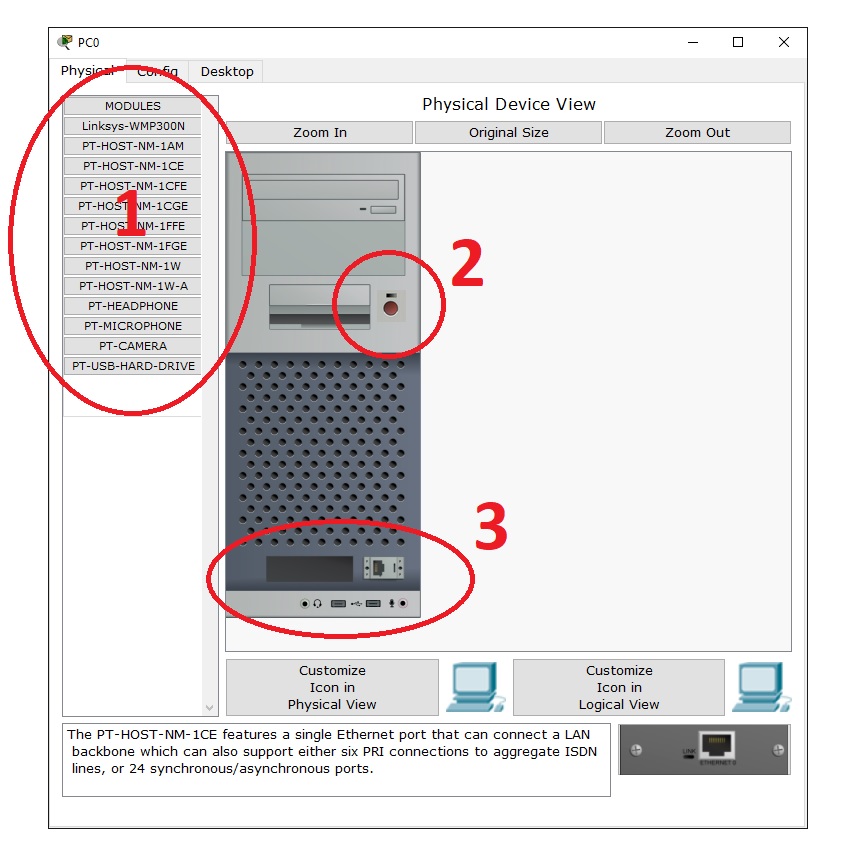 PC0
Physical Config Desktop
MODULES
Linksys-WMP300N
PT-HOST-NM-1AM
PT-HOST-NM-1CE
PT-HOST-NM-1CFE
PT-HOST-NM-1CGE
PT-HOST-NM-1FFE
PT-HOST-NM-1FGE
PT-HOST-NM-1W
PT-HOST-NM-1W-A
PT-HEADPHONE
PT-MICROPHONE
PT-CAMERA
PT-USB-HARD-DRIVE
1
Physical Device View
Zoom In Original Size Zoom Out
2
3
Customize
Icon in
Physical View
Customize
Icon in
Logical View
The PT-HOST-NM-1CE features a single Ethernet port that can connect a LAN
backbone which can also support either six PRI connections to aggregate ISDN
lines, or 24 synchronous/asynchronous ports.
LINK
ETHERNET 0